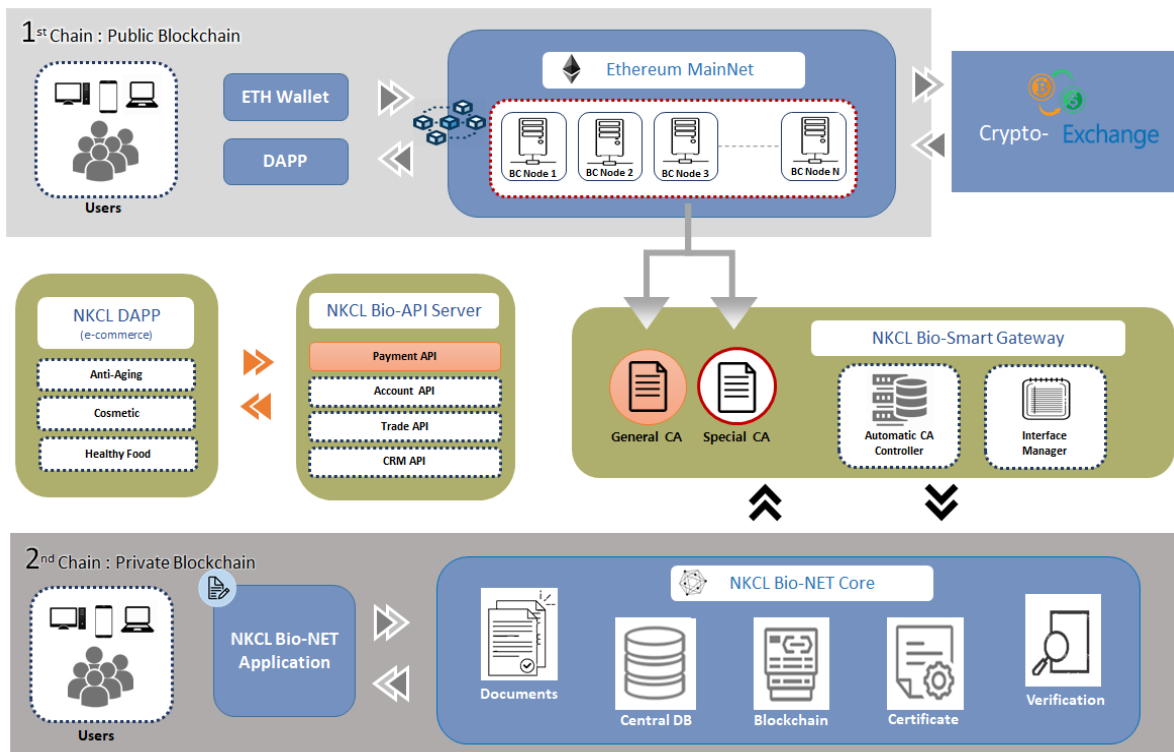 1st Chain : Public Blockchain
Users
ETH Wallet
DAPP
Ethereum MainNet
BC Node 1
BC Node 2
BC Node 3
BC Node N
Crypto- Exchange
NKCL DAPP
(e-commerce)
Anti-Aging
Cosmetic
Healthy Food
NKCL Bio-API Server
Payment API
Account API
Trade API
CRM API
NKCL Bio-Smart Gateway
General CA
Special CA
Automatic CA
Controller
Interface
Manager
2nd Chain : Private Blockchain
Users
NKCL Bio-NET
Application
NKCL Bio-NET Core
Documents
Central DB
Blockchain
Certificate
Verification